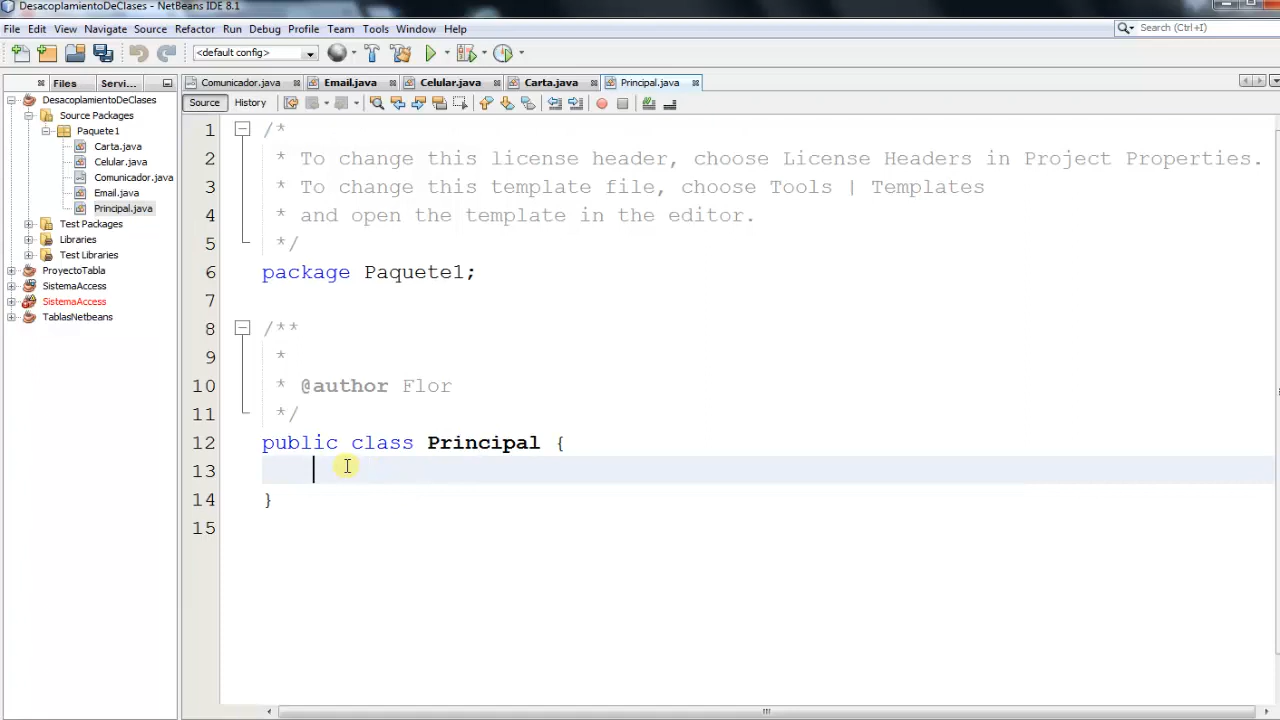 DesacoplamientoDeClases - NetBeans IDE 8.1
File Edit View Navigate Source Refactor Run Debug Profile Team Tools Window Help
Search (Ctrl+I)
<default config>
Files Servi...
Comunicador.java Email.java Celular.java Carta.java Principal.java
Source History
DesacoplamientoDeClases
Source Packages
Paquete1
Carta.java
Celular.java
Comunicador.java
Email.java
Principal.java
Test Packages
Libraries
Test Libraries
ProyectoTabla
SistemaAccess
SistemaAccess
TablasNetbeans
1 /*
2 * To change this license header, choose License Headers in Project Properties.
3 * To change this template file, choose Tools | Templates
4 * and open the template in the editor.
5 */
6 package Paquete1;
7
8 /**
9 *
10 * @author Flor
11 */
12 public class Principal {
13
14 }
15